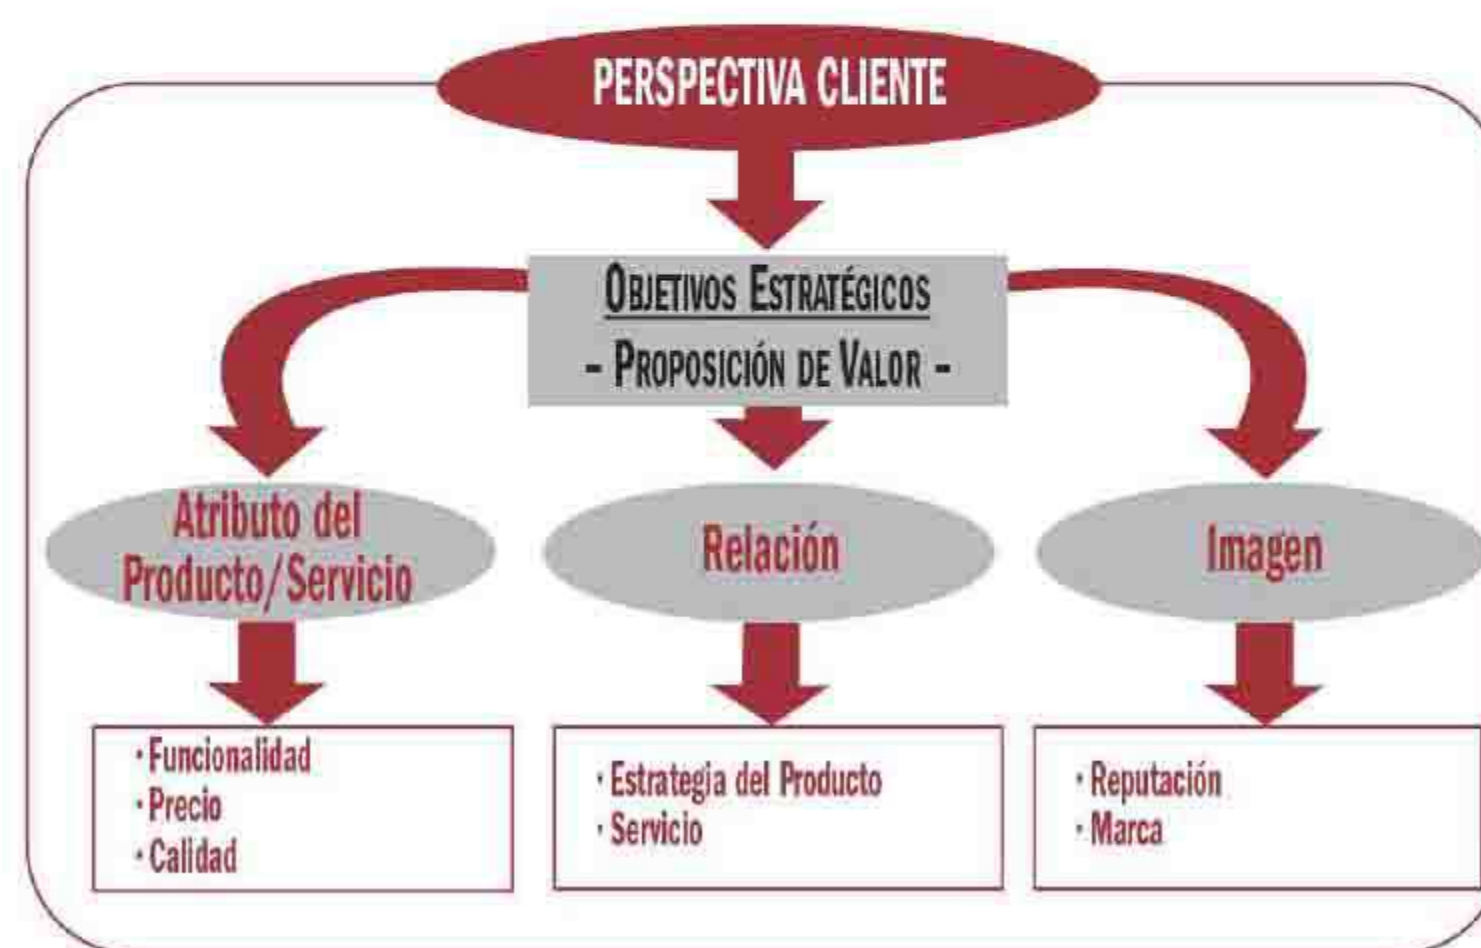 PERSPECTIVA CLIENTE
OBJETIVOS ESTRATÉGICOS
- PROPOSICIÓN DE VALOR -
Atributo del
Producto/Servicio
Relación
Imagen
· Funcionalidad
· Precio
· Calidad
· Estrategia del Producto
· Servicio
· Reputación
· Marca